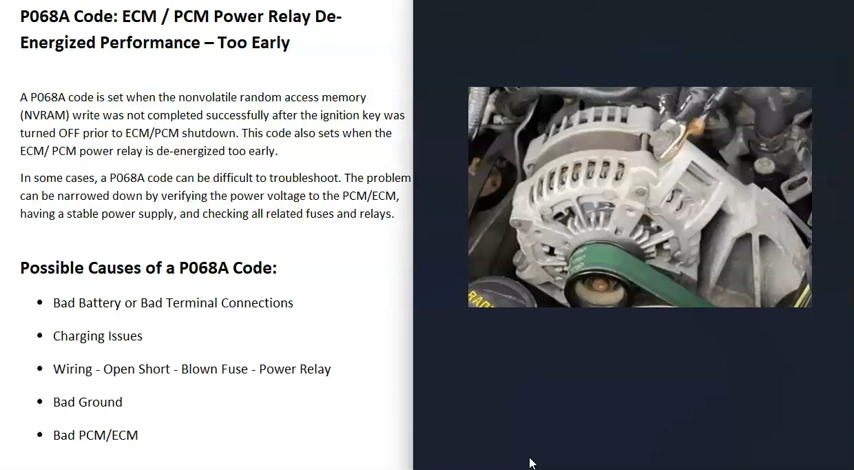 P068A Code: ECM / PCM Power Relay De-
Energized Performance – Too Early
A P068A code is set when the nonvolatile random access memory
(NVRAM) write was not completed successfully after the ignition key was
turned OFF prior to ECM/PCM shutdown. This code also sets when the
ECM/ PCM power relay is de-energized too early.
In some cases, a P068A code can be difficult to troubleshoot. The problem
can be narrowed down by verifying the power voltage to the PCM/ECM,
having a stable power supply, and checking all related fuses and relays.
Possible Causes of a P068A Code:
• Bad Battery or Bad Terminal Connections
• Charging Issues
• Wiring - Open Short - Blown Fuse - Power Relay
• Bad Ground
• Bad PCM/ECM